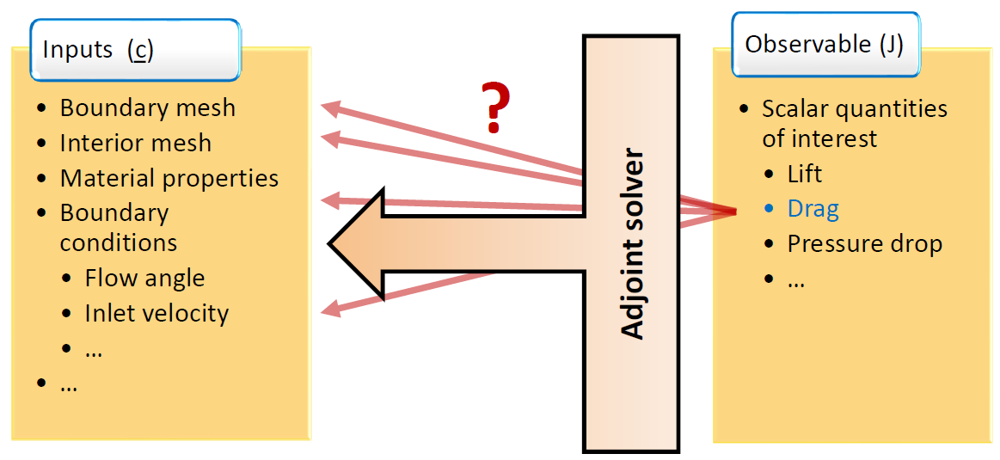 Inputs (c)
• Boundary mesh
• Interior mesh
• Material properties
• Boundary
conditions
• Flow angle
• Inlet velocity
• …
• …
?
Adjoint solver
Observable (J)
• Scalar quantities
of interest
• Lift
• Drag
• Pressure drop
• …